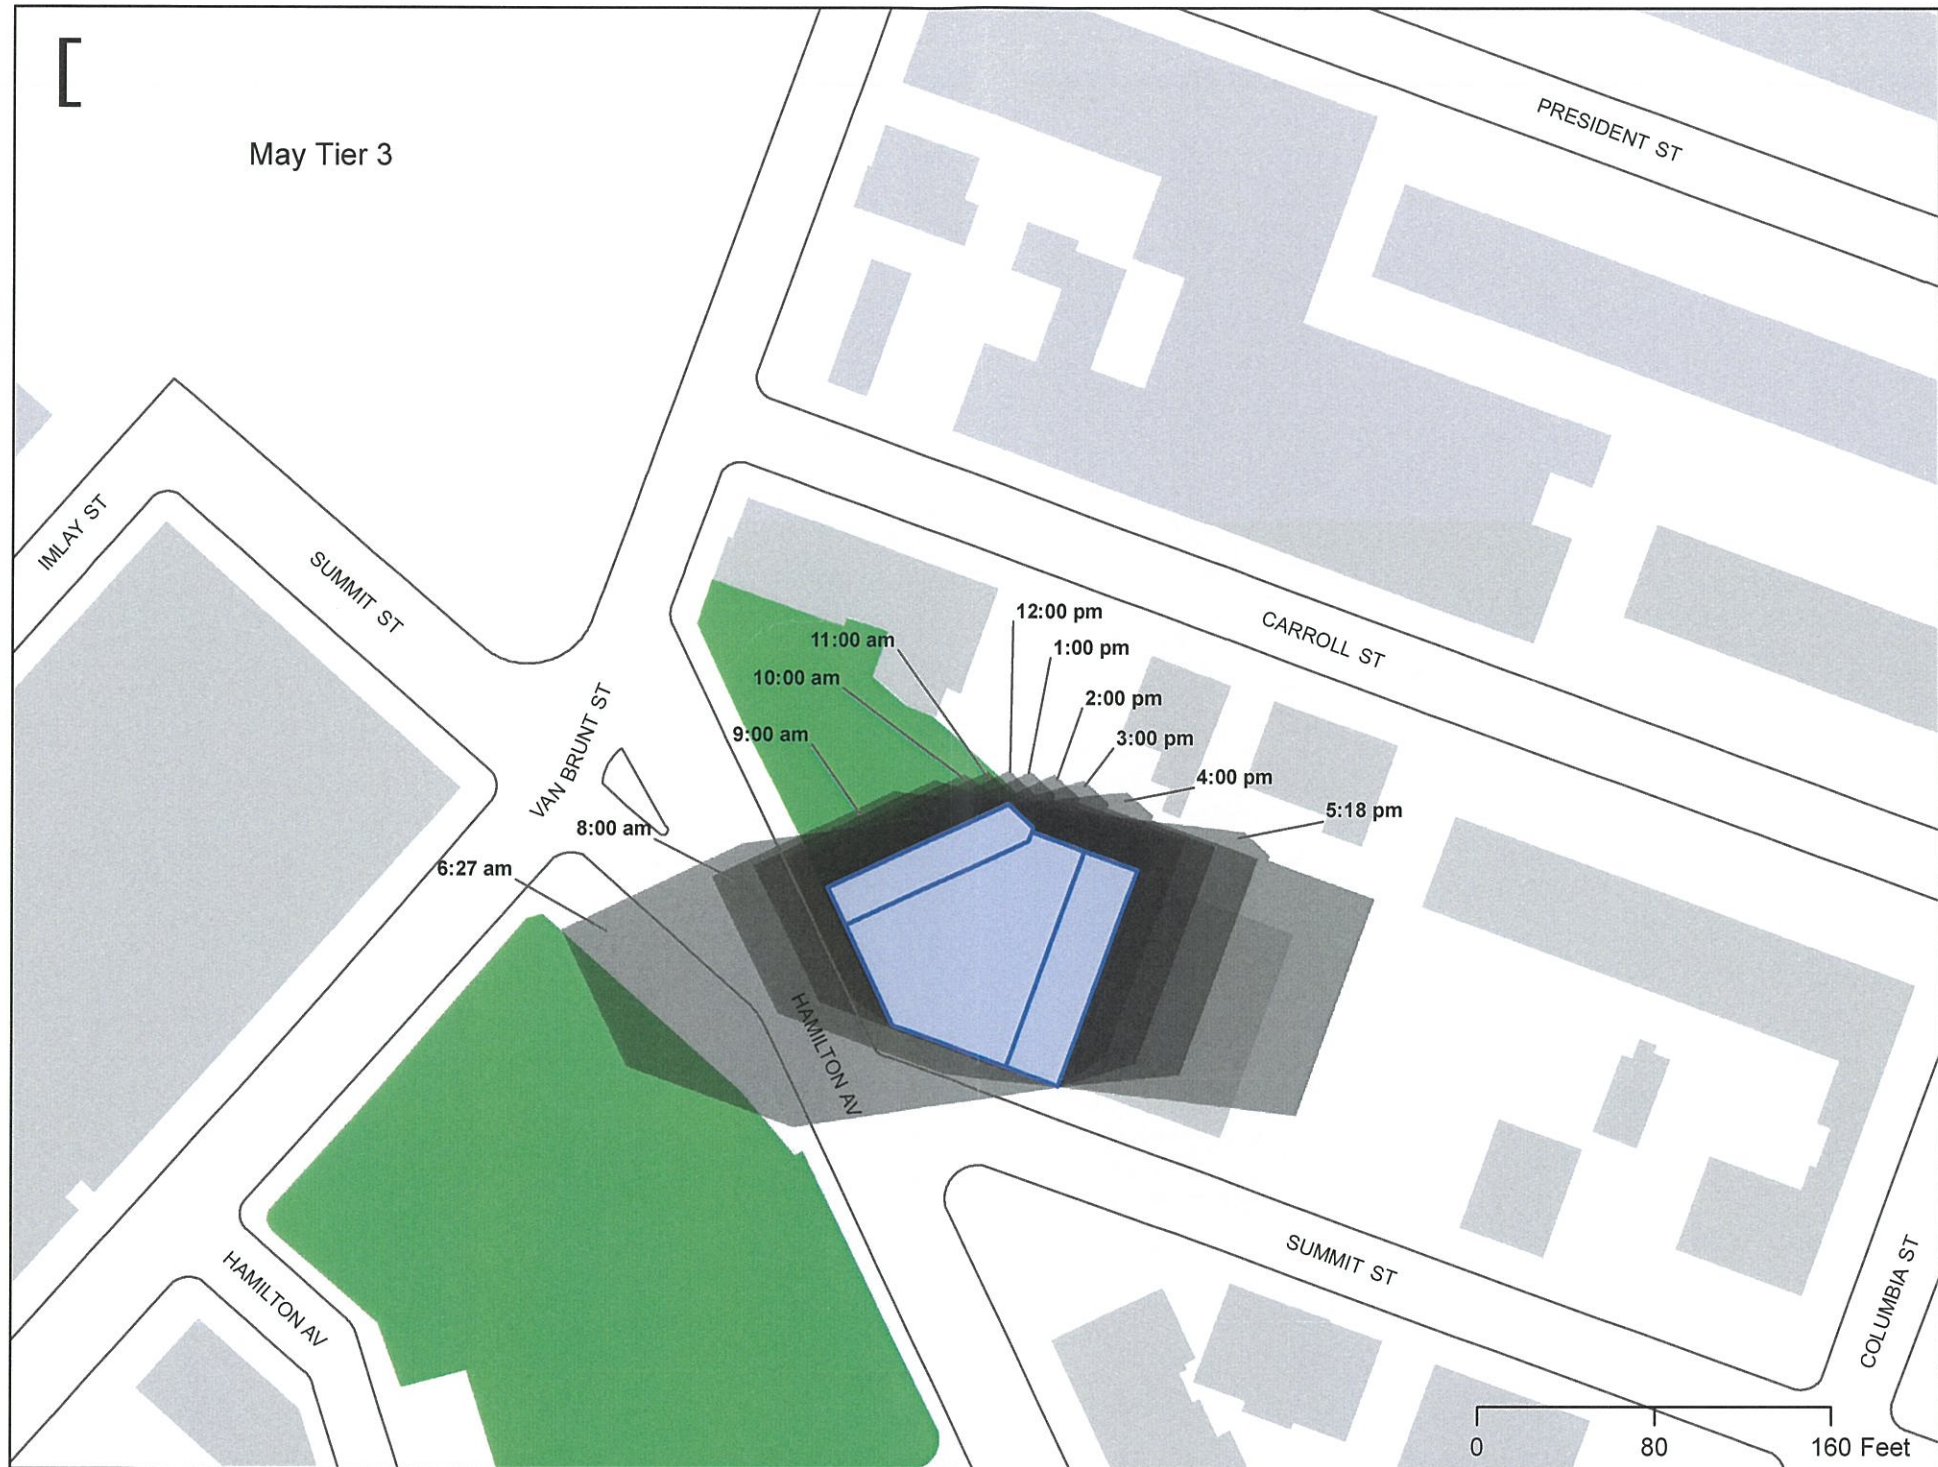 [
May Tier 3
PRESIDENT ST
IMLAY ST
SUMMIT ST
CARROLL ST
VAN BRUNT ST
12:00 pm
11:00 am
1:00 pm
10:00 am
2:00 pm
9:00 am
3:00 pm
4:00 pm
5:18 pm
8:00 am
6:27 am
HAMILTON AV
HAMILTON AV
SUMMIT ST
COLUMBIA ST
0 80 160 Feet